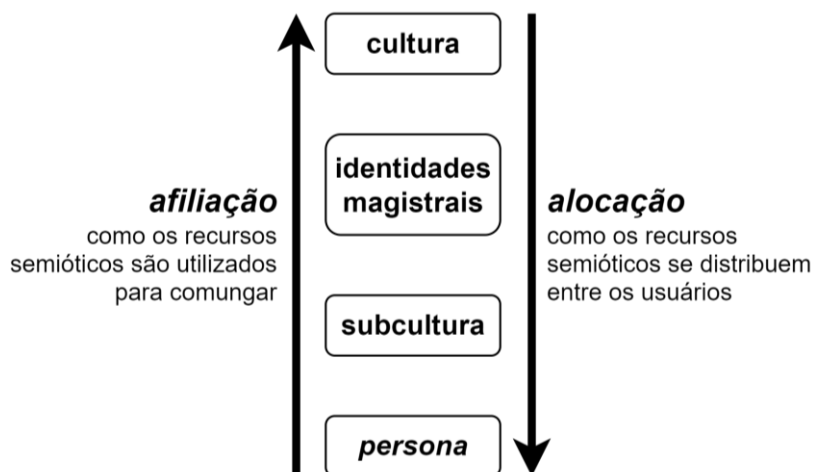 cultura
identidades
magistrais
afiliação
como os recursos
semióticos são utilizados
para comungar
alocação
como os recursos
semióticos se distribuem
entre os usuários
subcultura
persona